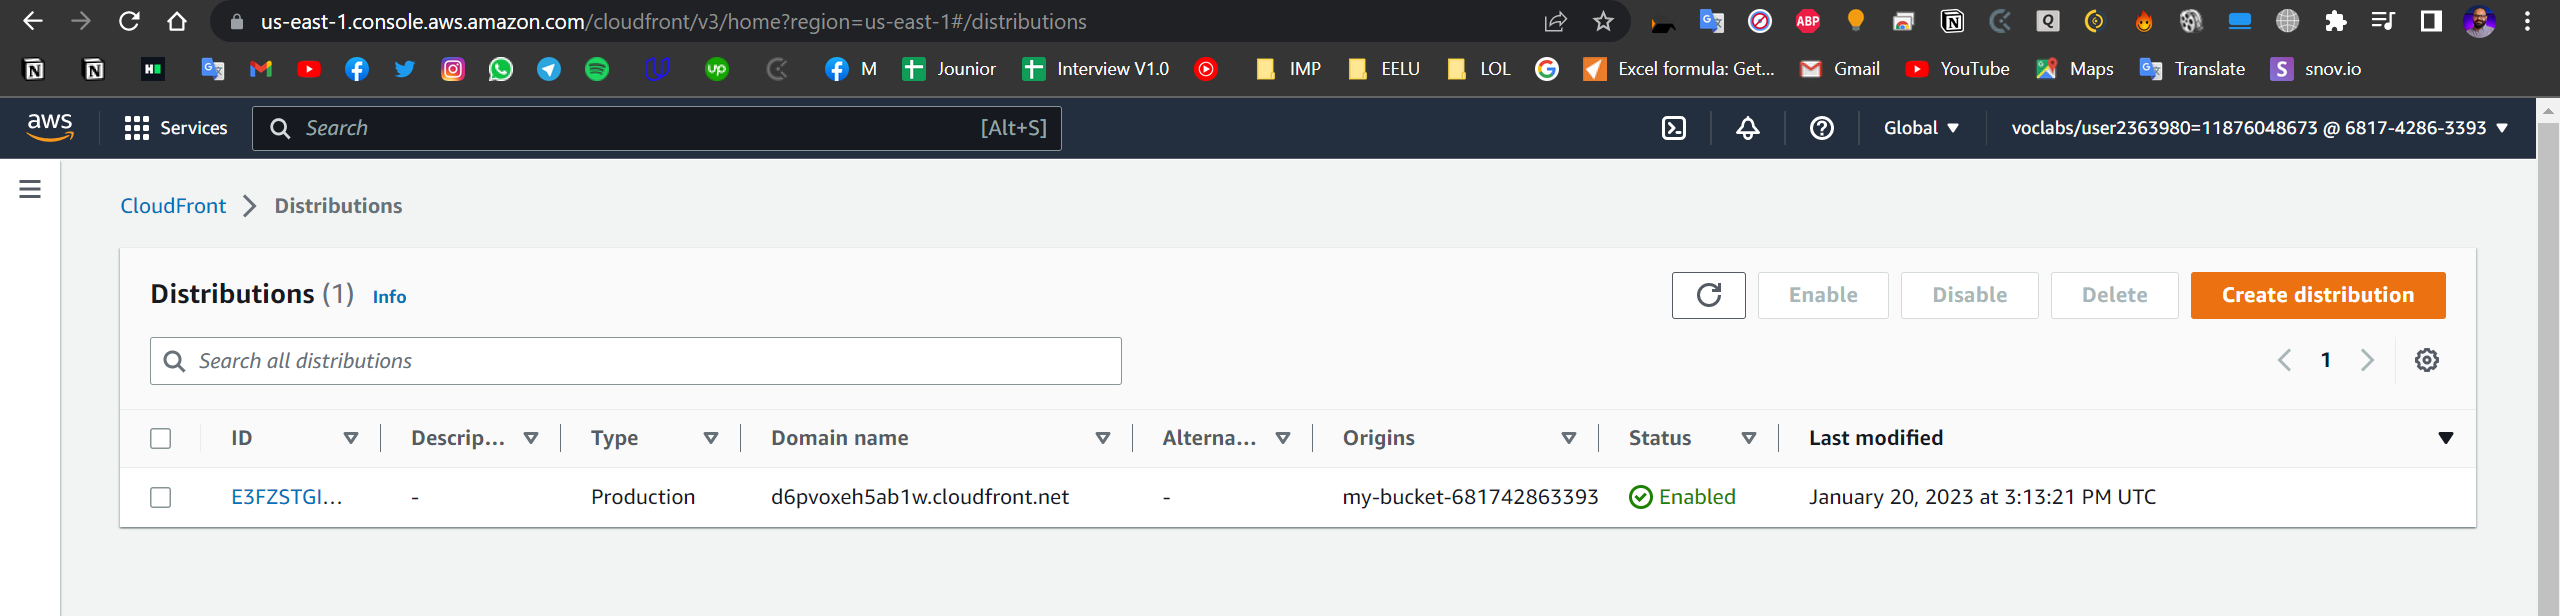 us-east-1.console.aws.amazon.com/cloudfront/v3/home?region=us-east-1#/distributions
ABP
Q
M Jounior Interview V1.0 IMP EELU LOL Excel formula: Get... Gmail YouTube Maps Translate S snov.io
aws Services Search [Alt+S] Global voclabs/user2363980=11876048673 @ 6817-4286-3393
CloudFront Distributions
Distributions (1) Info Enable Disable Delete Create distribution
Search all distributions 1
ID Descrip... Type Domain name Alterna... Origins Status Last modified
E3FZSTGI... - Production d6pvoxeh5ab1w.cloudfront.net - my-bucket-681742863393 Enabled January 20, 2023 at 3:13:21 PM UTC